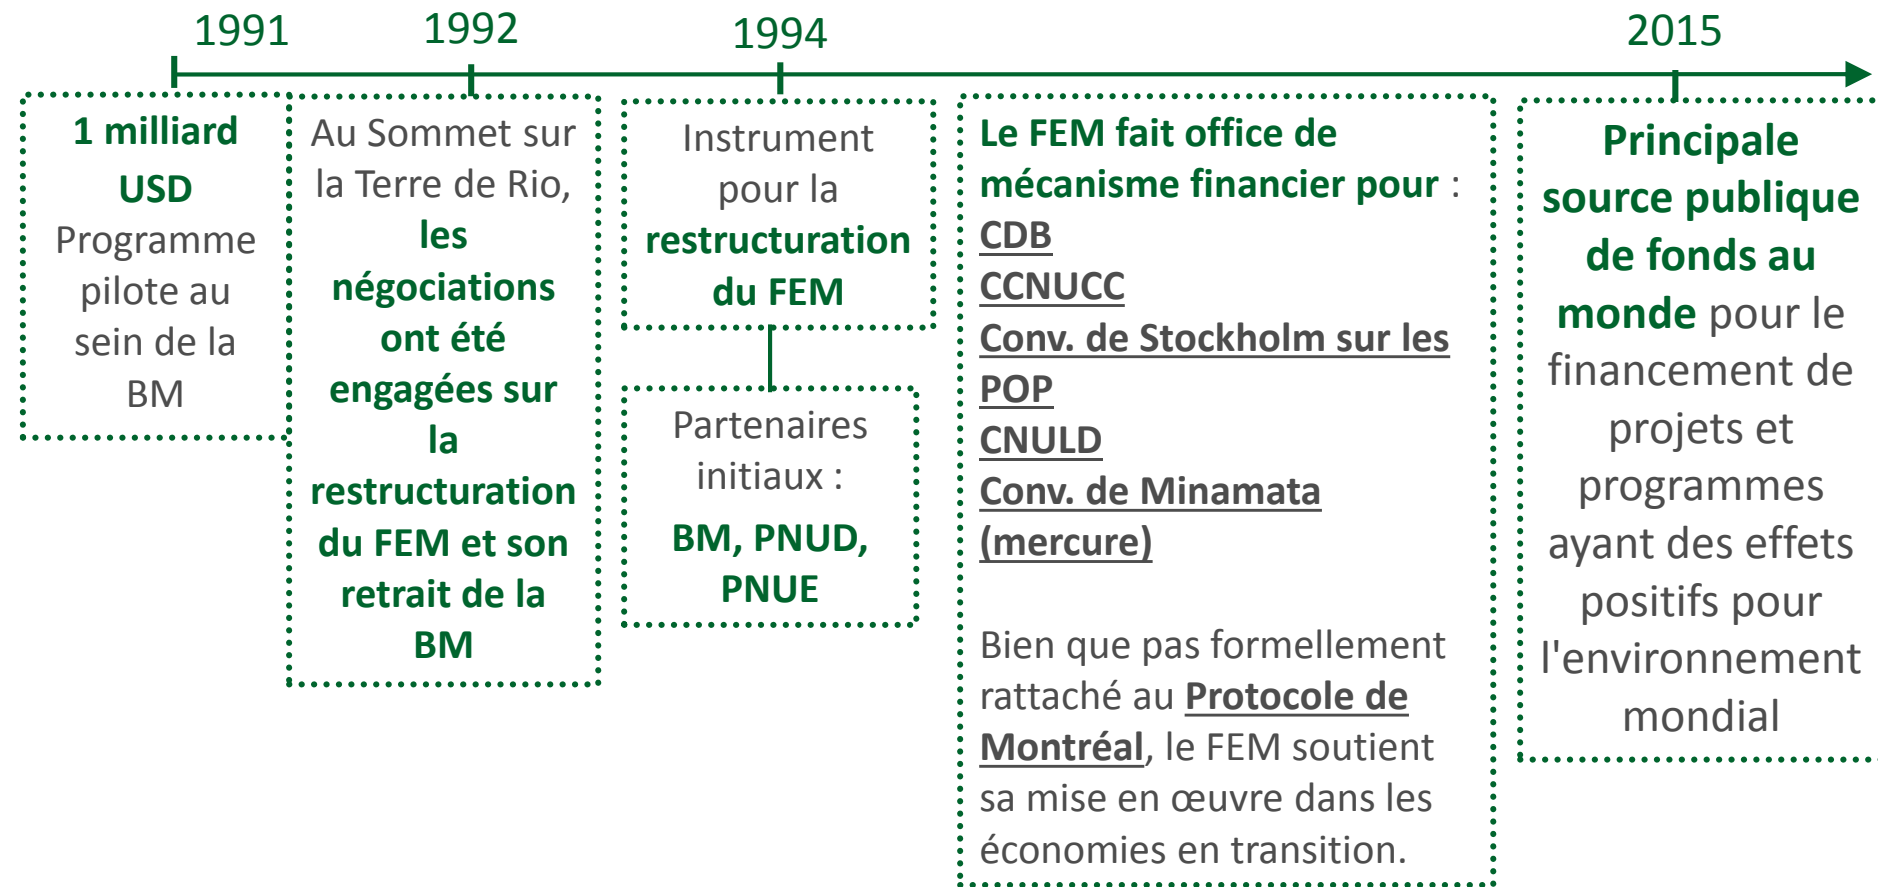 1991
1992
1994
2015
1 milliard
USD
Programme
pilote au
sein de la
BM
Au Sommet sur
la Terre de Rio,
les
négociations
ont été
engagées sur
la
restructuration
du FEM et son
retrait de la
BM
Instrument
pour la
restructuration
du FEM
Partenaires
initiaux :
BM, PNUD,
PNUE
Le FEM fait office de
mécanisme financier pour :
CDB
CCNUCC
Conv. de Stockholm sur les
POP
CNULD
Conv. de Minamata
(mercure)
Bien que pas formellement
rattaché au Protocole de
Montréal, le FEM soutient
sa mise en œuvre dans les
économies en transition.
Principale
source publique
de fonds au
monde pour le
financement de
projets et
programmes
ayant des effets
positifs pour
l'environnement
mondial